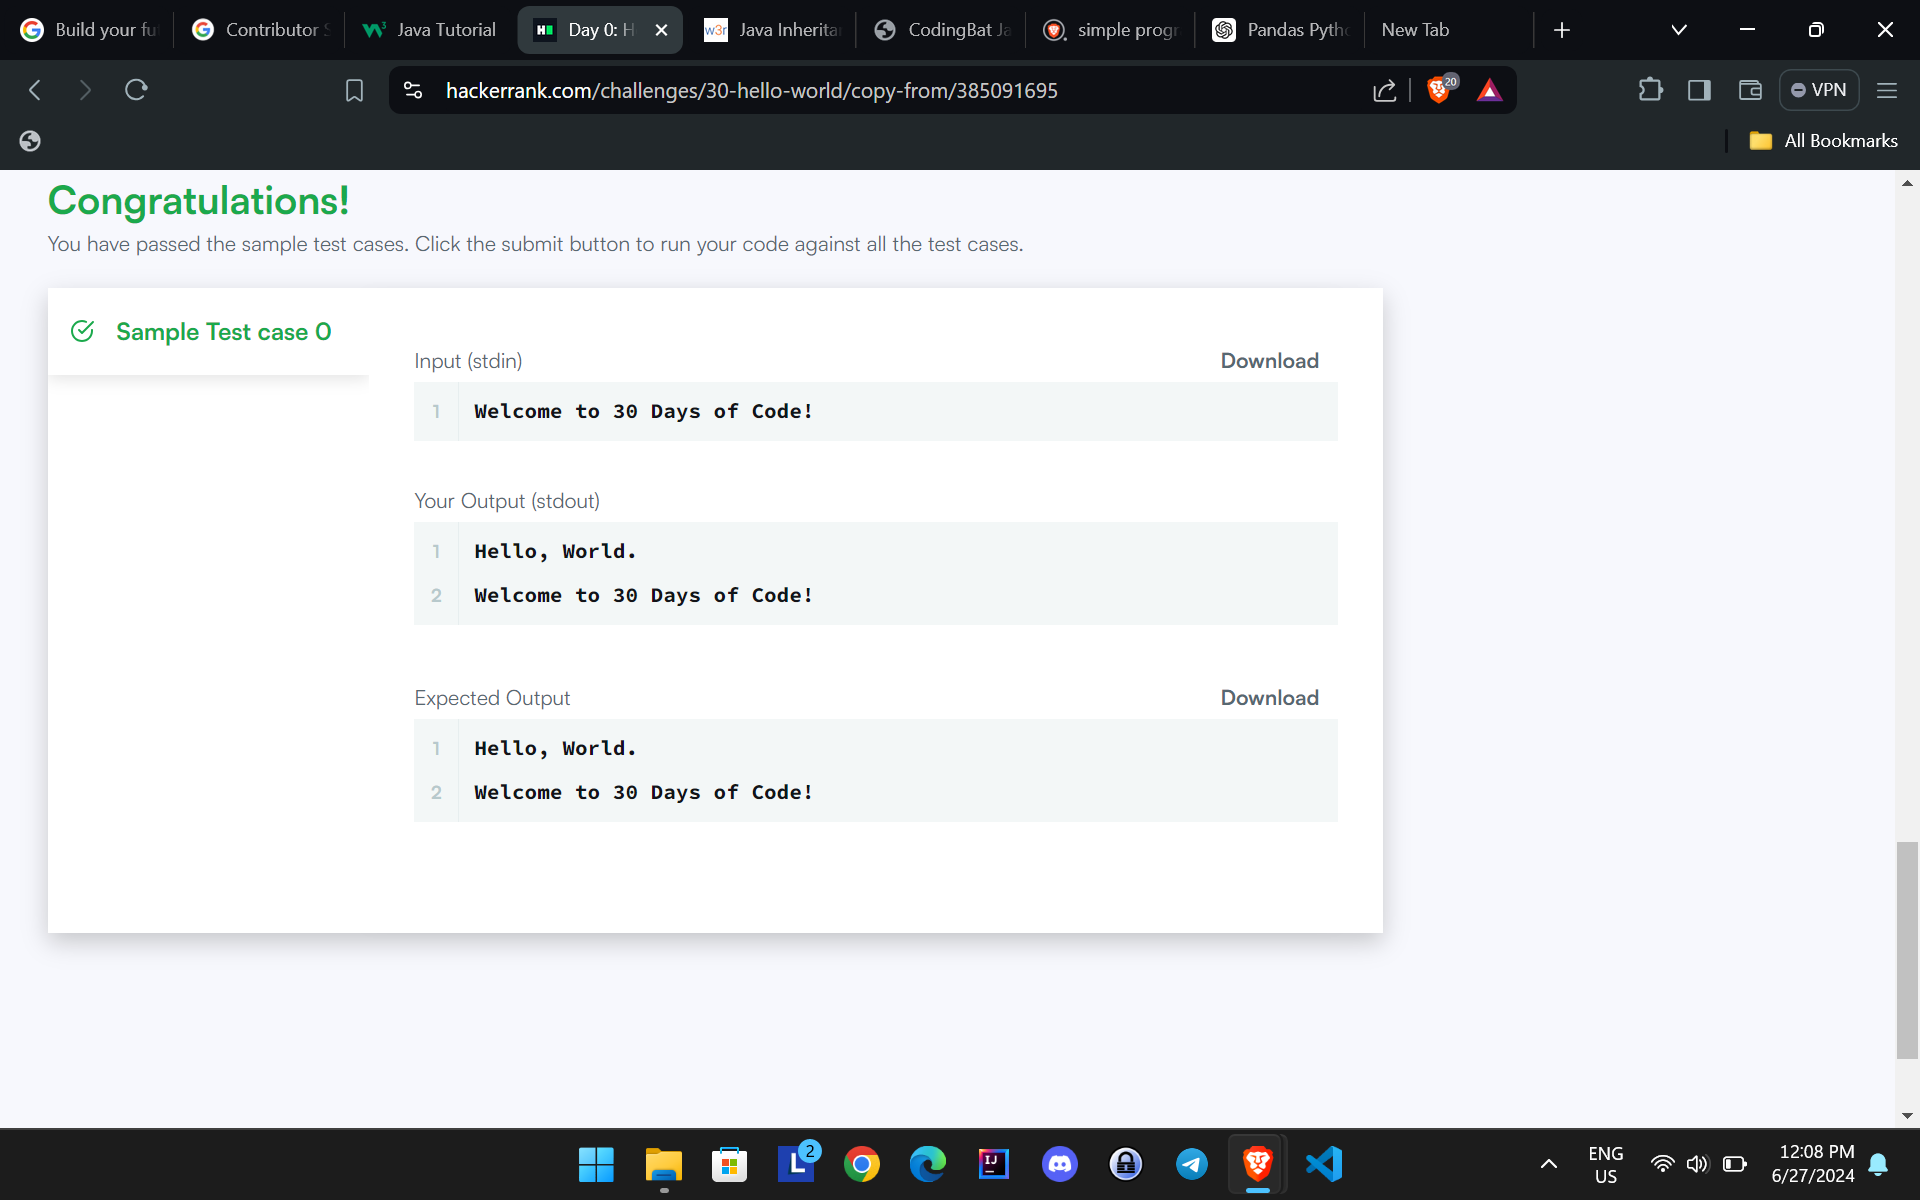 Build your fu
Contributor S
Java Tutorial
Day 0: H
w3r
Java Inherita
CodingBat Ja
simple progr
Pandas Pyth
New Tab
hackerrank.com/challenges/30-hello-world/copy-from/385091695
20
VPN
All Bookmarks
Congratulations!
You have passed the sample test cases. Click the submit button to run your code against all the test cases.
Sample Test case 0
Input (stdin)
Download
1 Welcome to 30 Days of Code!
Your Output (stdout)
1 Hello, World.
2 Welcome to 30 Days of Code!
Expected Output
Download
1 Hello, World.
2 Welcome to 30 Days of Code!
L
2
IJ
ENG
US
12:08 PM
6/27/2024